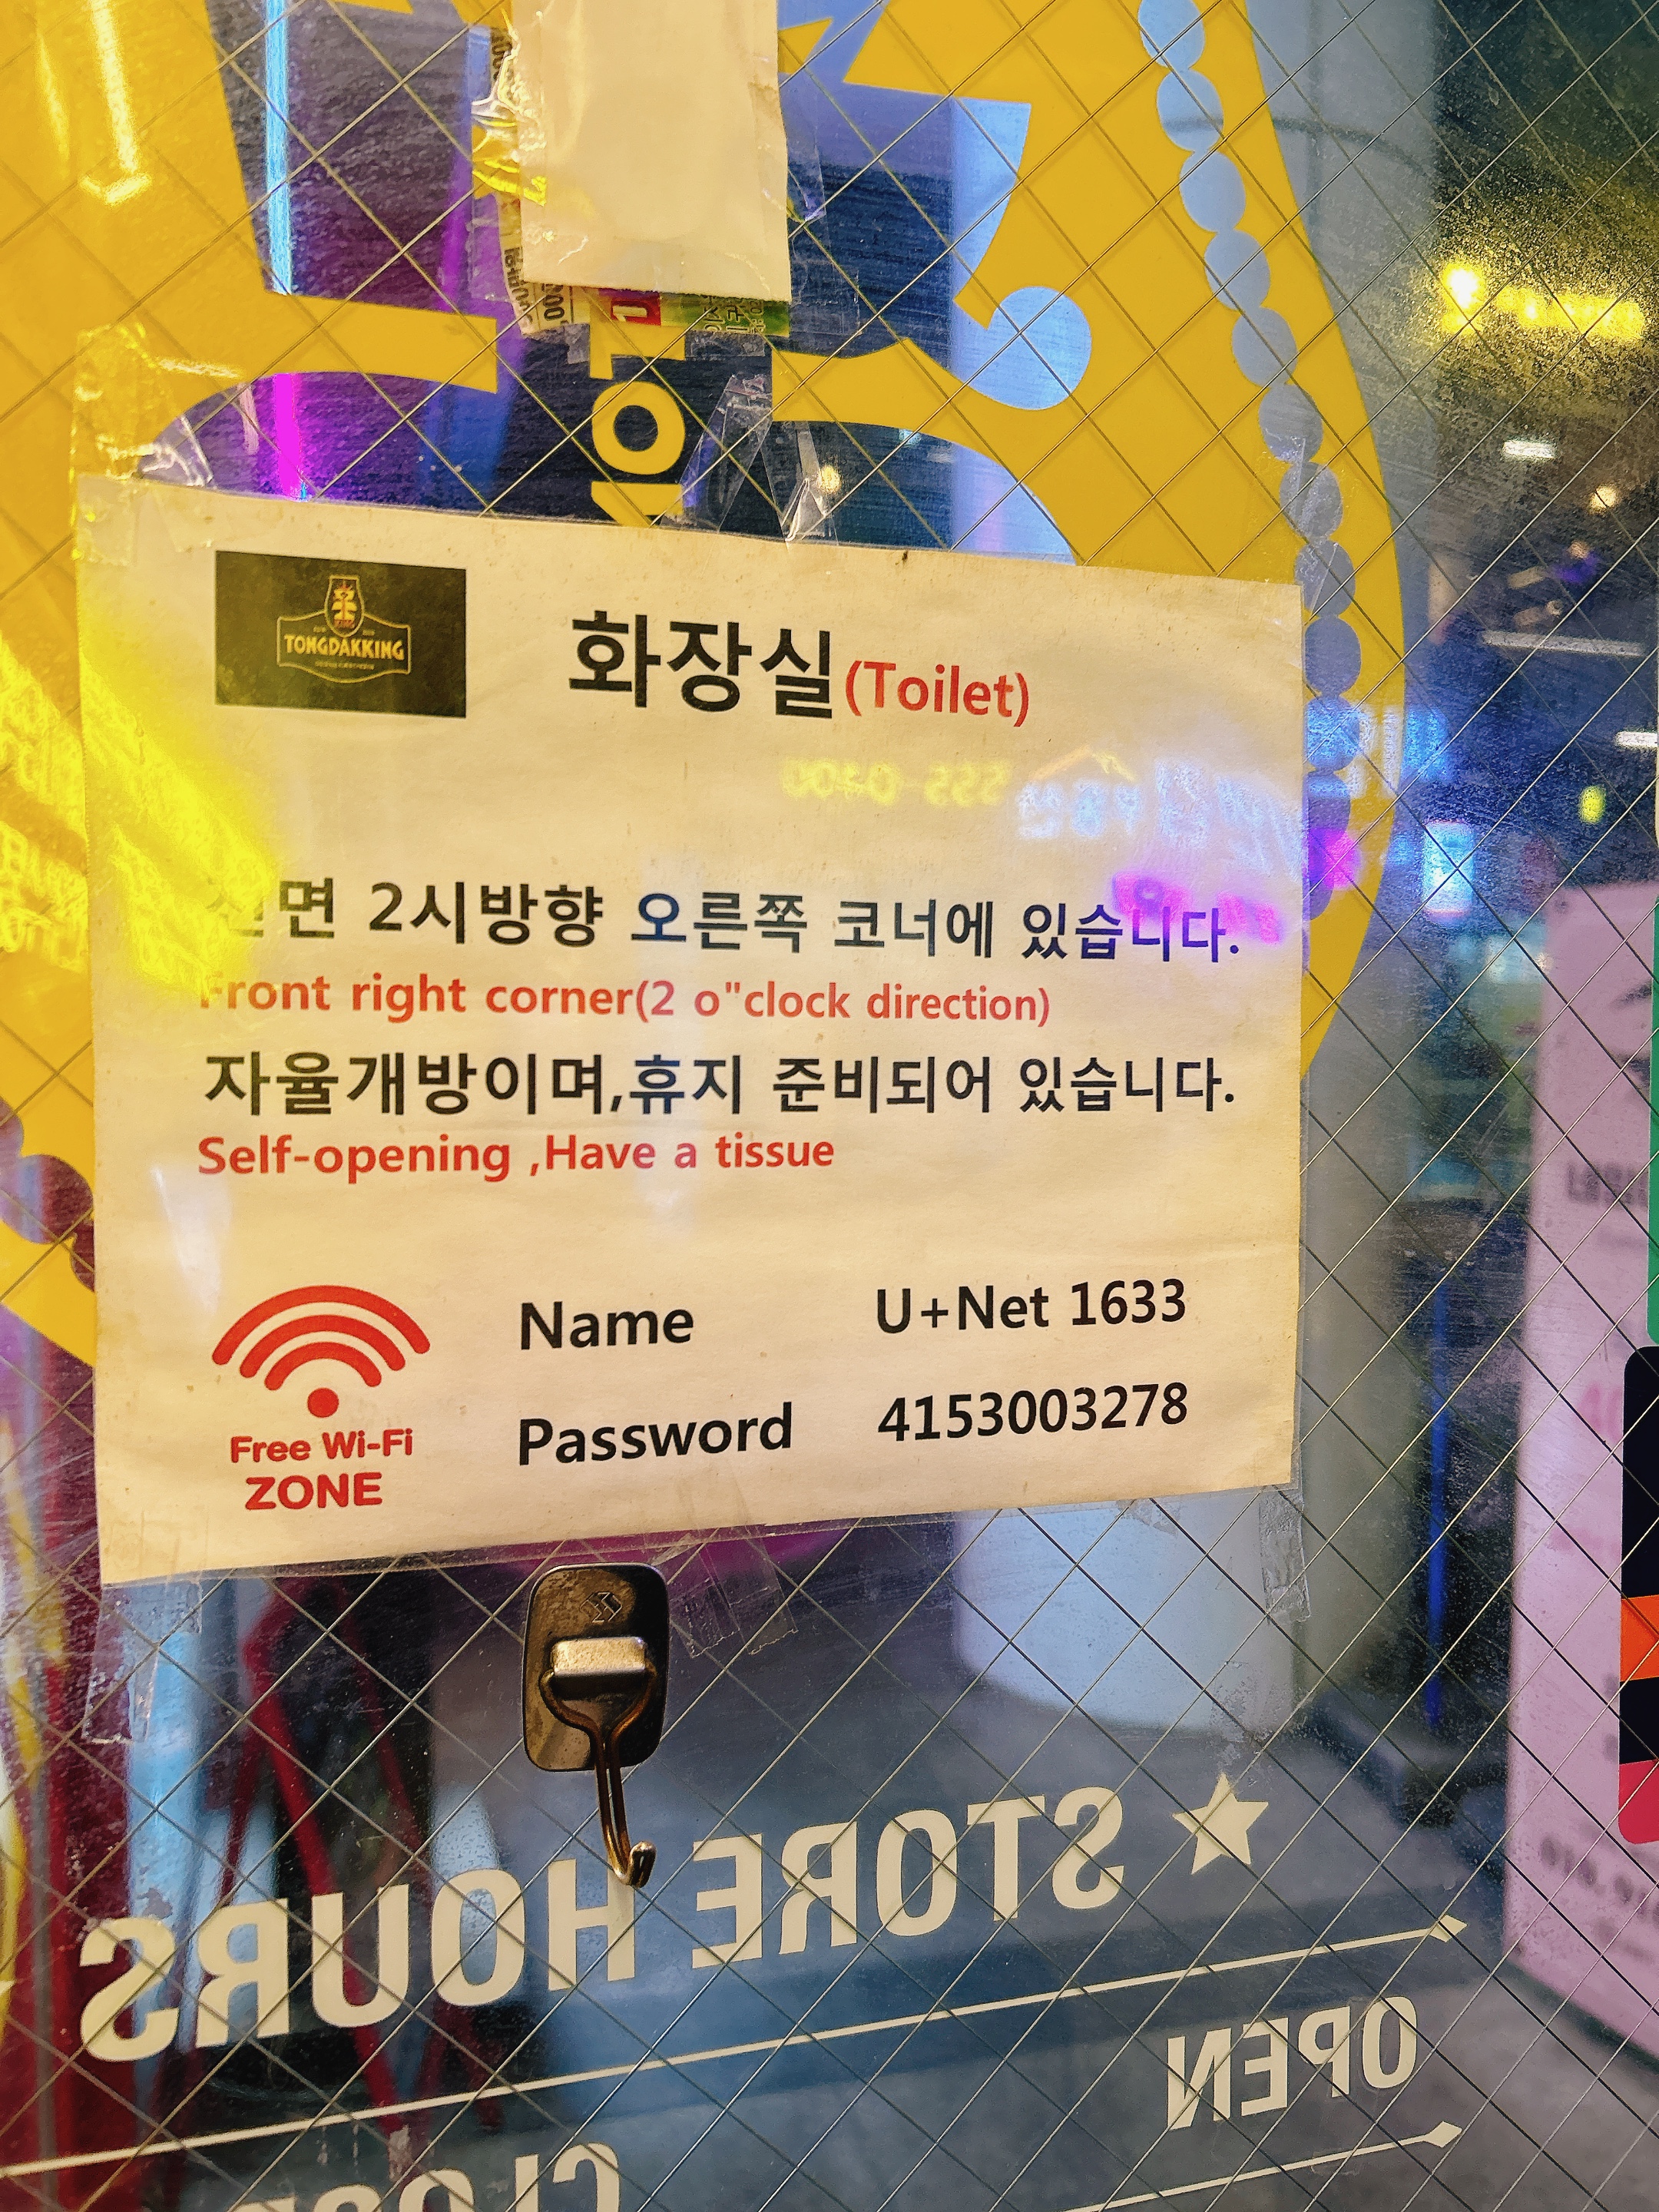 TONGDAKKING
화장실(Toilet)
면 2시방향 오른쪽 코너에 있습니다.
Front right corner(2 o"clock direction)
자율개방이며,휴지 준비되어 있습니다.
Self-opening ,Have a tissue
Name U+Net 1633
Password 4153003278
Free Wi-Fi
ZONE
STORE HOURS
OPEN